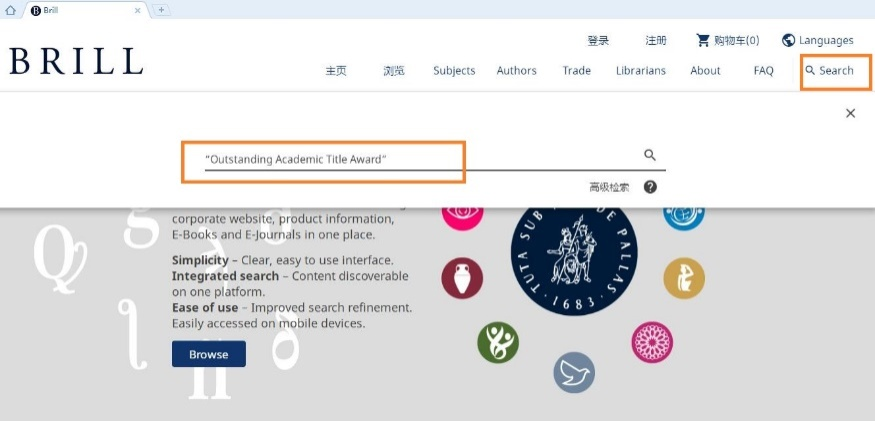 Brill
登录 注册 购物车(0) Languages
BRILL
主页 浏览 Subjects Authors Trade Librarians About FAQ Search
"Outstanding Academic Title Award"
高级检索 ?
corporate website, product information,
E-Books and E-Journals in one place.
Simplicity – Clear, easy to use interface.
Integrated search – Content discoverable
on one platform.
Ease of use – Improved search refinement.
Easily accessed on mobile devices.
Browse
TUTA SUB PALLAS
1683